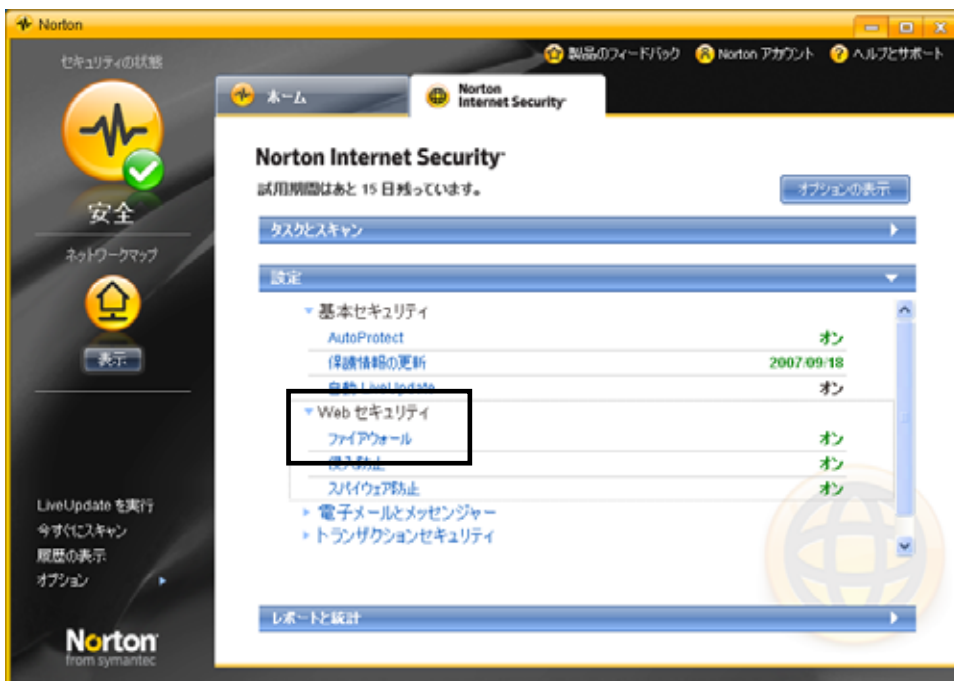 Norton
セキュリティの状態
製品のフィードバック Norton アカウント ヘルプとサポート
ホーム
Norton
Internet Security
Norton Internet Security
試用期間はあと 15 日残っています。
オプションの表示
安全
タスクとスキャン
ネットワークマップ
設定
基本セキュリティ
AutoProtect オン
表示
保護情報の更新 2007/09/18
自動 LiveUpdate オン
Web セキュリティ
ファイアウォール オン
侵入防止 オン
スパイウェア防止 オン
電子メールとメッセンジャー
トランザクションセキュリティ
LiveUpdate を実行
今すぐにスキャン
履歴の表示
オプション
レポートと統計
Norton
from symantec